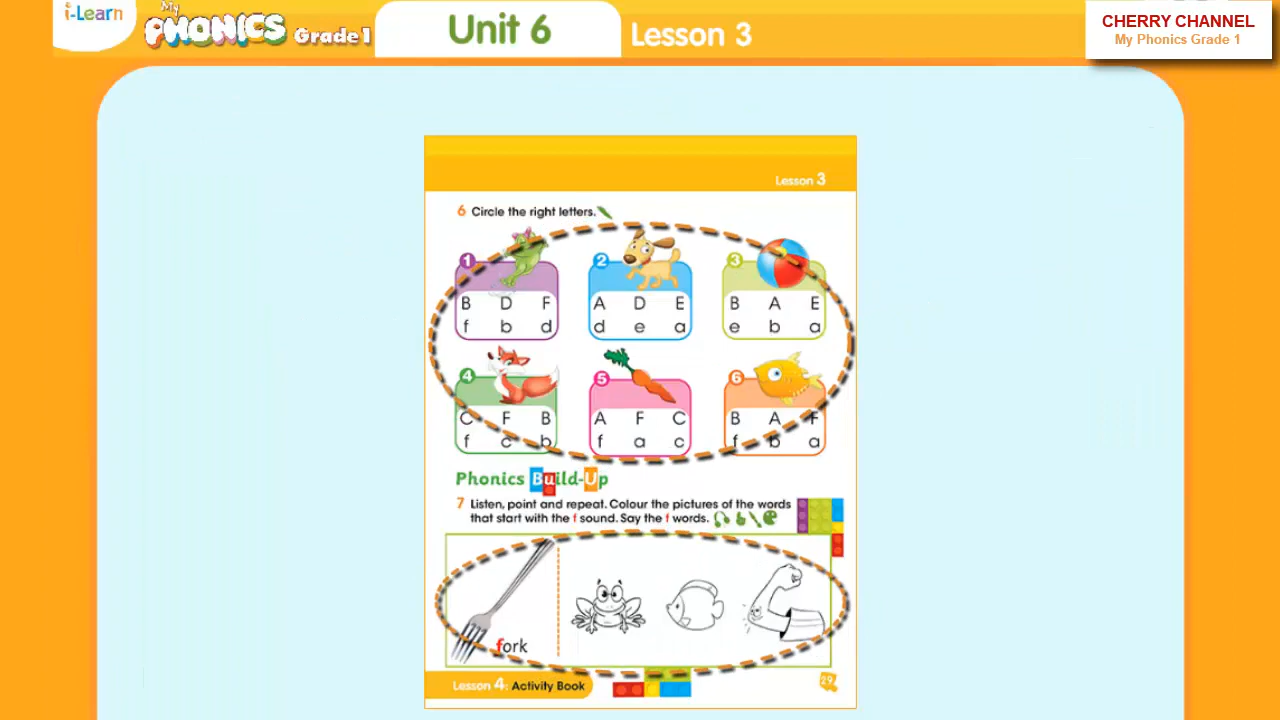 i-Learn
My
PHONICS Grade 1
Unit 6
Lesson 3
CHERRY CHANNEL
My Phonics Grade 1
Lesson 3
6 Circle the right letters.
1
B D F
f b d
2
A D E
d e a
3
B A E
e b a
4
C F B
f c b
5
A F C
f a c
6
B A F
f b a
Phonics Build-Up
7 Listen, point and repeat. Colour the pictures of the words
that start with the f sound. Say the f words.
fork
Lesson 4: Activity Book
29